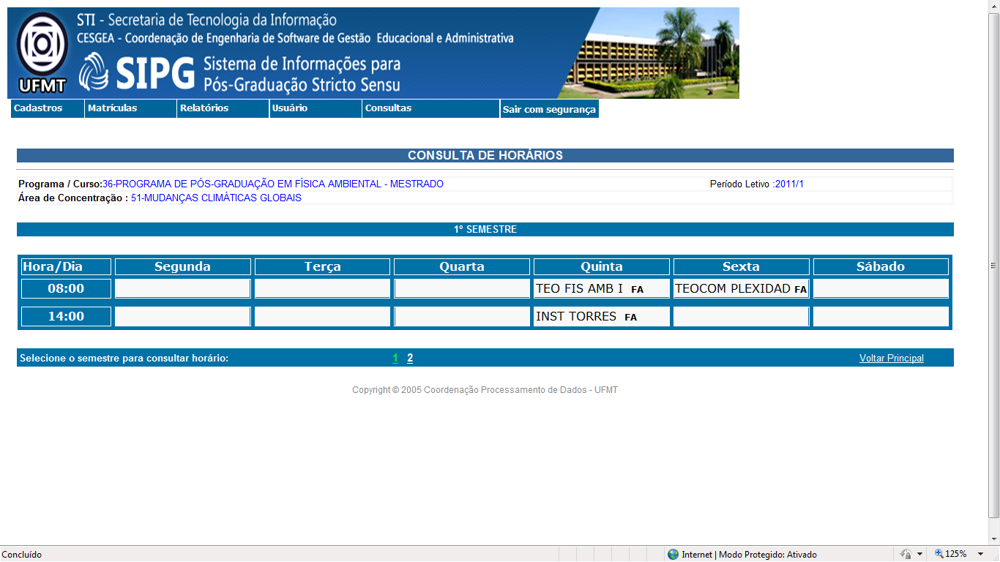 STI - Secretaria de Tecnologia da Informação
CESGEA - Coordenação de Engenharia de Software de Gestão Educacional e Administrativa
UFMT
SIPG
Sistema de Informações para
Pós-Graduação Stricto Sensu
Cadastros Matrículas Relatórios Usuário Consultas Sair com segurança
CONSULTA DE HORÁRIOS
Programa / Curso:36-PROGRAMA DE PÓS-GRADUAÇÃO EM FÍSICA AMBIENTAL - MESTRADO Período Letivo :2011/1
Área de Concentração : 51-MUDANÇAS CLIMÁTICAS GLOBAIS
1º SEMESTRE
Hora/Dia Segunda Terça Quarta Quinta Sexta Sábado
08:00 TEO FIS AMB I FA TEOCOM PLEXIDAD FA
14:00 INST TORRES FA
Selecione o semestre para consultar horário: 1 2 Voltar Principal
Copyright © 2005 Coordenação Processamento de Dados - UFMT
Concluído Internet | Modo Protegido: Ativado 125%